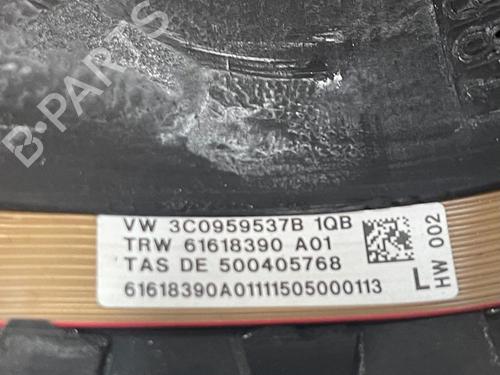 B-PARTS
VW 3C0959537B 1QB
TRW 61618390 A01
TAS DE 500405768
61618390A01111505000113
L
HW 002